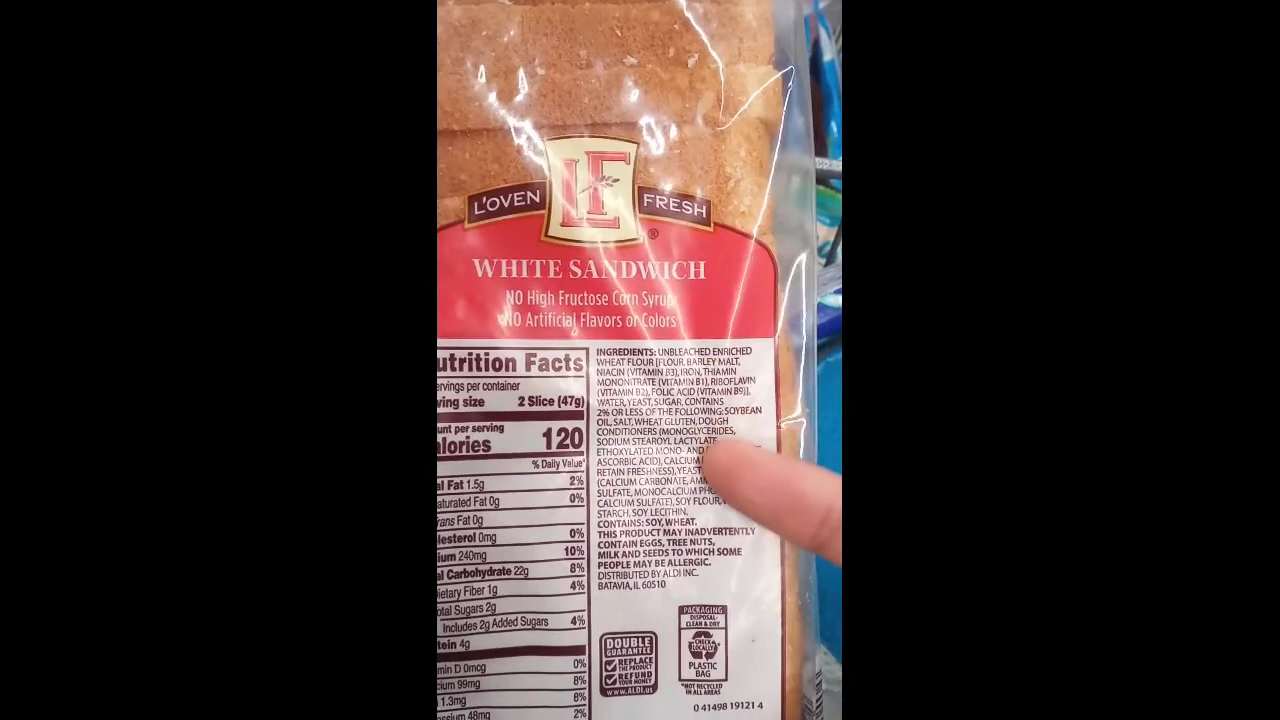 L'OVEN
LF
FRESH
®
WHITE SANDWICH
NO High Fructose Corn Syrup
NO Artificial Flavors or Colors
utrition Facts
ervings per container
ving size 2 Slice (47g)
unt per serving
alories 120
% Daily Value*
al Fat 1.5g 2%
aturated Fat 0g 0%
rans Fat 0g
lesterol 0mg 0%
ium 240mg 10%
al Carbohydrate 22g 8%
ietary Fiber 1g 4%
otal Sugars 2g
Includes 2g Added Sugars 4%
tein 4g
min D 0mcg 0%
cium 99mg 8%
1.3mg 8%
assium 48mg 2%
INGREDIENTS: UNBLEACHED ENRICHED
WHEAT FLOUR [FLOUR, BARLEY MALT,
NIACIN (VITAMIN B3), IRON, THIAMIN
MONONITRATE (VITAMIN B1), RIBOFLAVIN
(VITAMIN B2), FOLIC ACID (VITAMIN B9)],
WATER, YEAST, SUGAR, CONTAINS
2% OR LESS OF THE FOLLOWING: SOYBEAN
OIL, SALT, WHEAT GLUTEN, DOUGH
CONDITIONERS (MONOGLYCERIDES,
SODIUM STEAROYL LACTYLATE,
ETHOXYLATED MONO- AND
ASCORBIC ACID), CALCIUM
RETAIN FRESHNESS), YEAST
(CALCIUM CARBONATE, AMM
SULFATE, MONOCALCIUM PHO
CALCIUM SULFATE), SOY FLOUR,
STARCH, SOY LECITHIN.
CONTAINS: SOY, WHEAT.
THIS PRODUCT MAY INADVERTENTLY
CONTAIN EGGS, TREE NUTS,
MILK AND SEEDS TO WHICH SOME
PEOPLE MAY BE ALLERGIC.
DISTRIBUTED BY ALDI INC.
BATAVIA, IL 60510
DOUBLE
GUARANTEE
REPLACE
THE PRODUCT
REFUND
YOUR MONEY
WWW.ALDI.us
PACKAGING
DISPOSAL:
CLEAN & DRY
CHECK
LOCALLY*
PLASTIC
BAG
*NOT RECYCLED
IN ALL AREAS
0 41498 19121 4